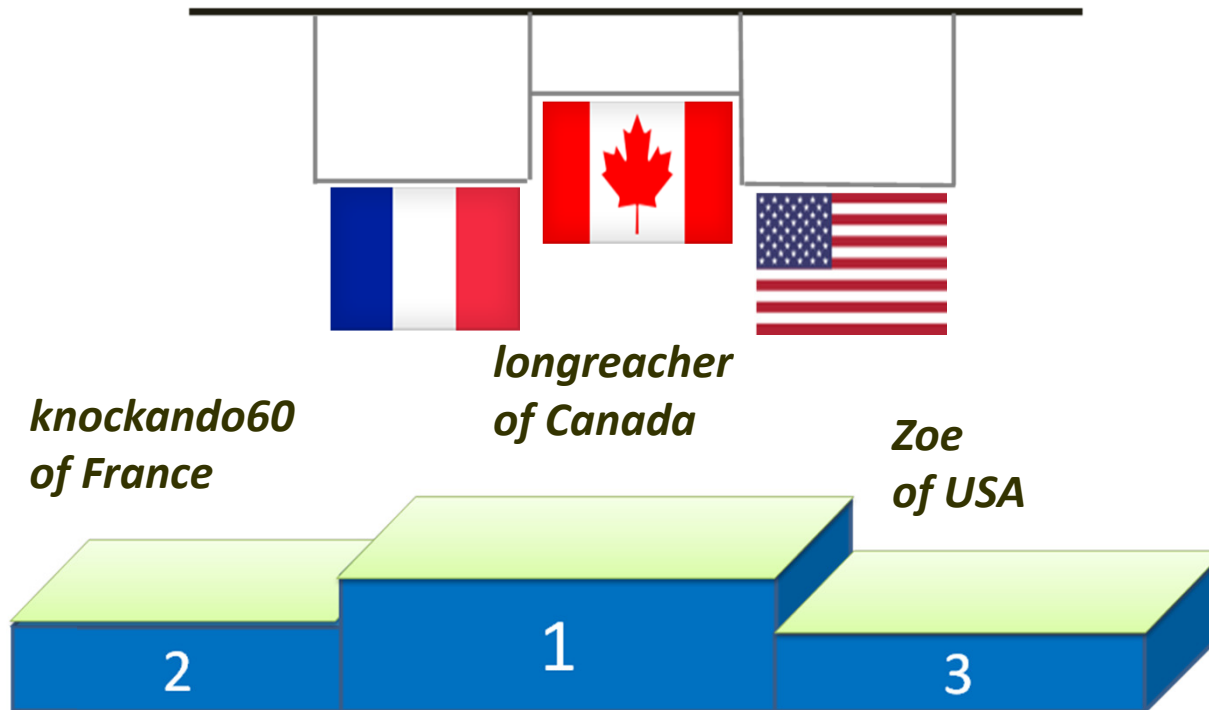 longreacher
of Canada
knockando60
of France
Zoe
of USA
2
1
3